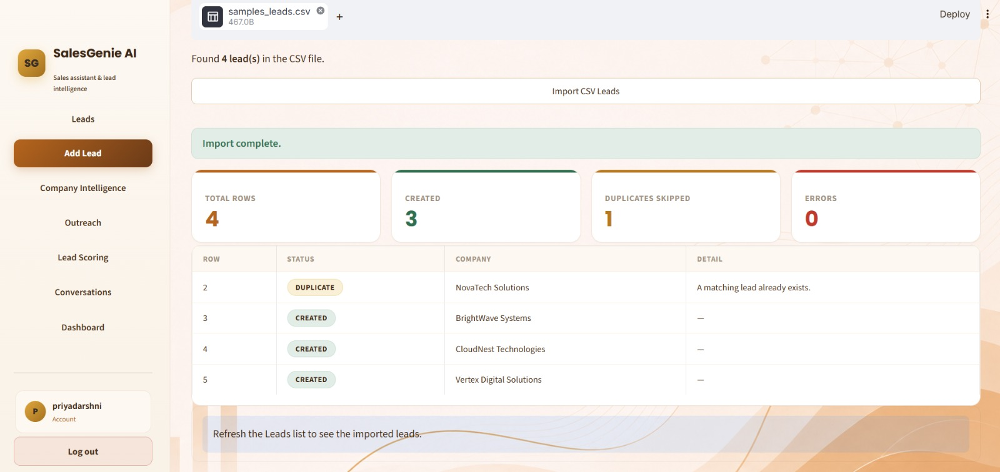 samples_leads.csv
467.0B
+
Deploy
SG
SalesGenie AI
Sales assistant & lead
intelligence
Leads
Add Lead
Company Intelligence
Outreach
Lead Scoring
Conversations
Dashboard
P
priyadarshni
Account
Log out
Found 4 lead(s) in the CSV file.
Import CSV Leads
Import complete.
TOTAL ROWS
4
CREATED
3
DUPLICATES SKIPPED
1
ERRORS
0
ROW STATUS COMPANY DETAIL
2 DUPLICATE NovaTech Solutions A matching lead already exists.
3 CREATED BrightWave Systems —
4 CREATED CloudNest Technologies —
5 CREATED Vertex Digital Solutions —
Refresh the Leads list to see the imported leads.